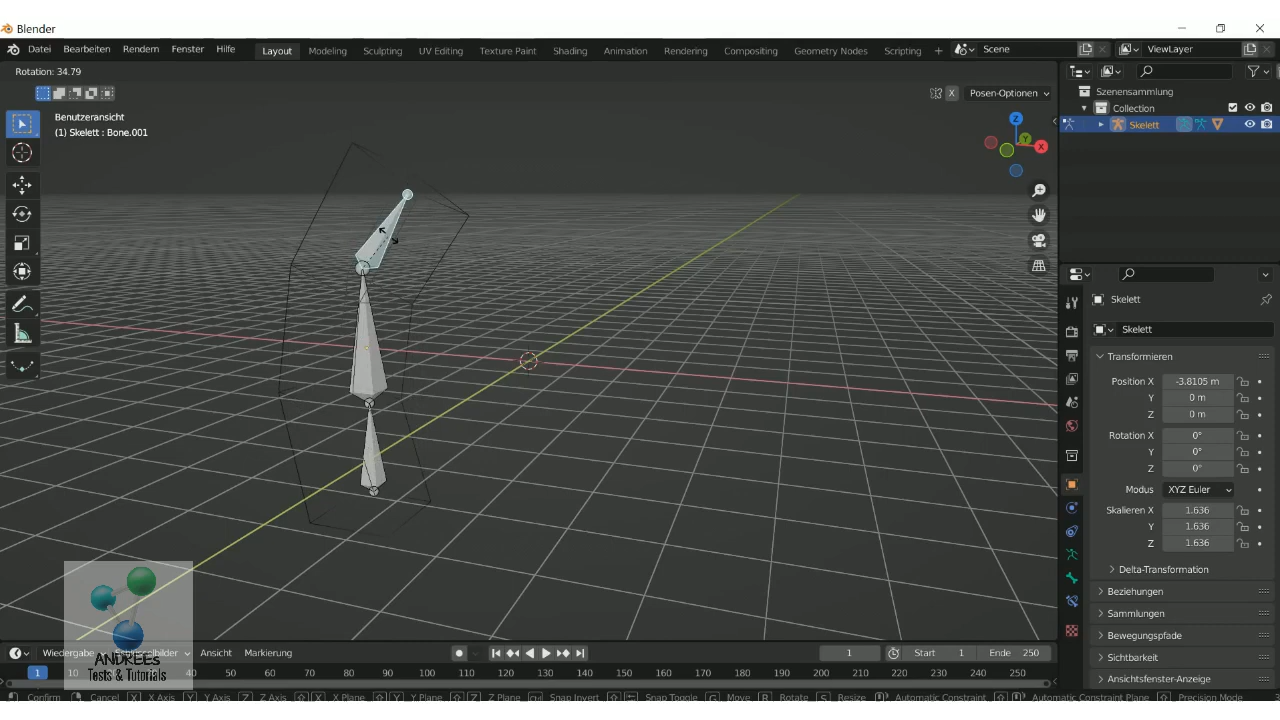 Blender
Datei Bearbeiten Rendern Fenster Hilfe Layout Modeling Sculpting UV Editing Texture Paint Shading Animation Rendering Compositing Geometry Nodes Scripting + Scene ViewLayer
Rotation: 34.79
X Posen-Optionen
Szenensammlung
Collection
Skelett
Benutzeransicht
(1) Skelett : Bone.001
Z
Y
X
Skelett
Skelett
Transformieren
Position X -3.8105 m
Y 0 m
Z 0 m
Rotation X 0°
Y 0°
Z 0°
Modus XYZ Euler
Skalieren X 1.636
Y 1.636
Z 1.636
Delta-Transformation
Beziehungen
Sammlungen
Bewegungspfade
Sichtbarkeit
Ansichtsfenster-Anzeige
ANDREEs
Tests & Tutorials
Wiedergabe Ansicht Markierung 1 Start 1 Ende 250
1 10 40 50 60 70 80 90 100 110 120 130 140 150 160 170 180 190 200 210 220 230 240 250
Confirm Cancel X X Axis Y Y Axis Z Z Axis X X Plane Y Y Plane Z Z Plane Snap Invert Snap Toggle G Move R Rotate S Resize Automatic Constraint Automatic Constraint Plane Precision Mode